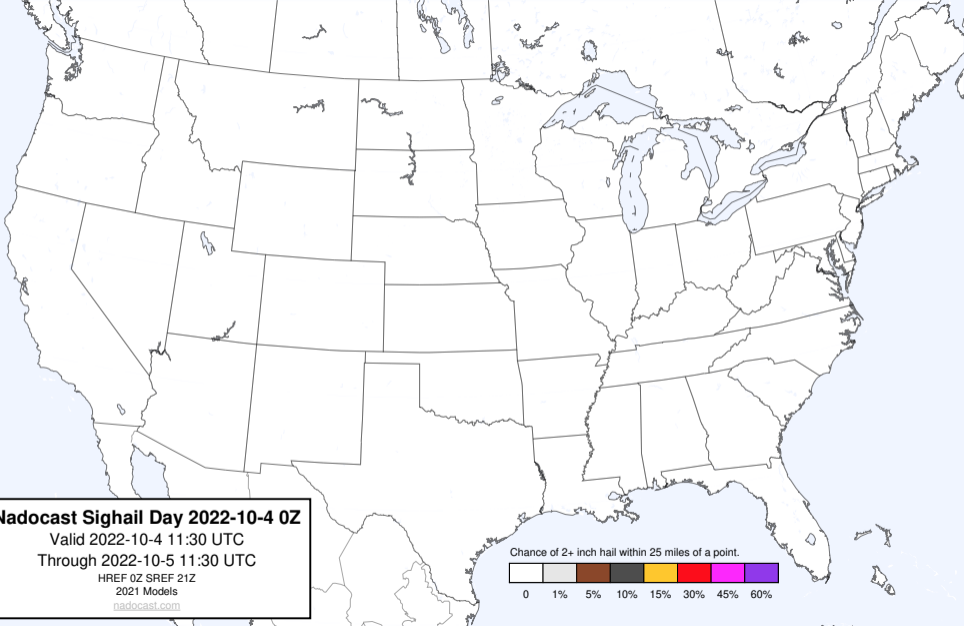 Nadocast Sighail Day 2022-10-4 0Z
Valid 2022-10-4 11:30 UTC
Through 2022-10-5 11:30 UTC
HREF 0Z SREF 21Z
2021 Models
nadocast.com
Chance of 2+ inch hail within 25 miles of a point.
0 1% 5% 10% 15% 30% 45% 60%